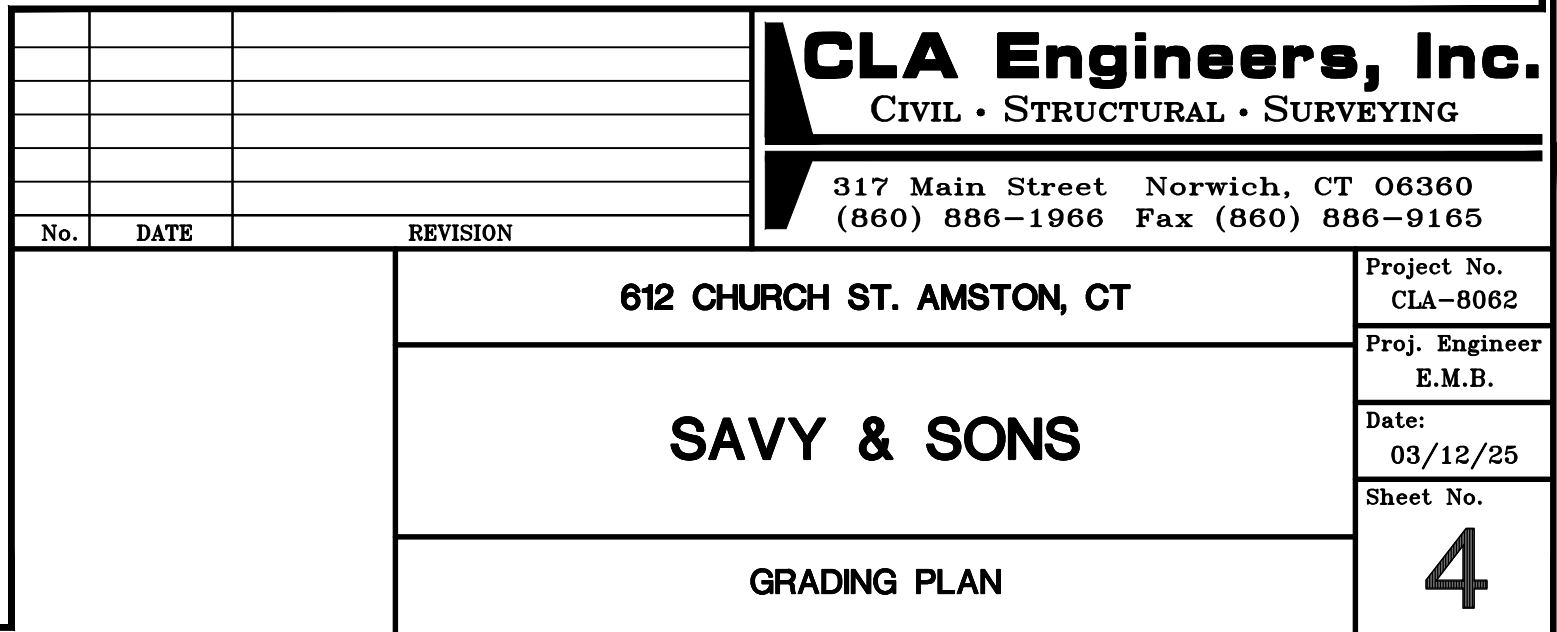 CLA Engineers, Inc.
CIVIL • STRUCTURAL • SURVEYING
317 Main Street Norwich, CT 06360
(860) 886-1966 Fax (860) 886-9165
No. DATE REVISION
612 CHURCH ST. AMSTON, CT
SAVY & SONS
GRADING PLAN
Project No.
CLA-8062
Proj. Engineer
E.M.B.
Date:
03/12/25
Sheet No.
4